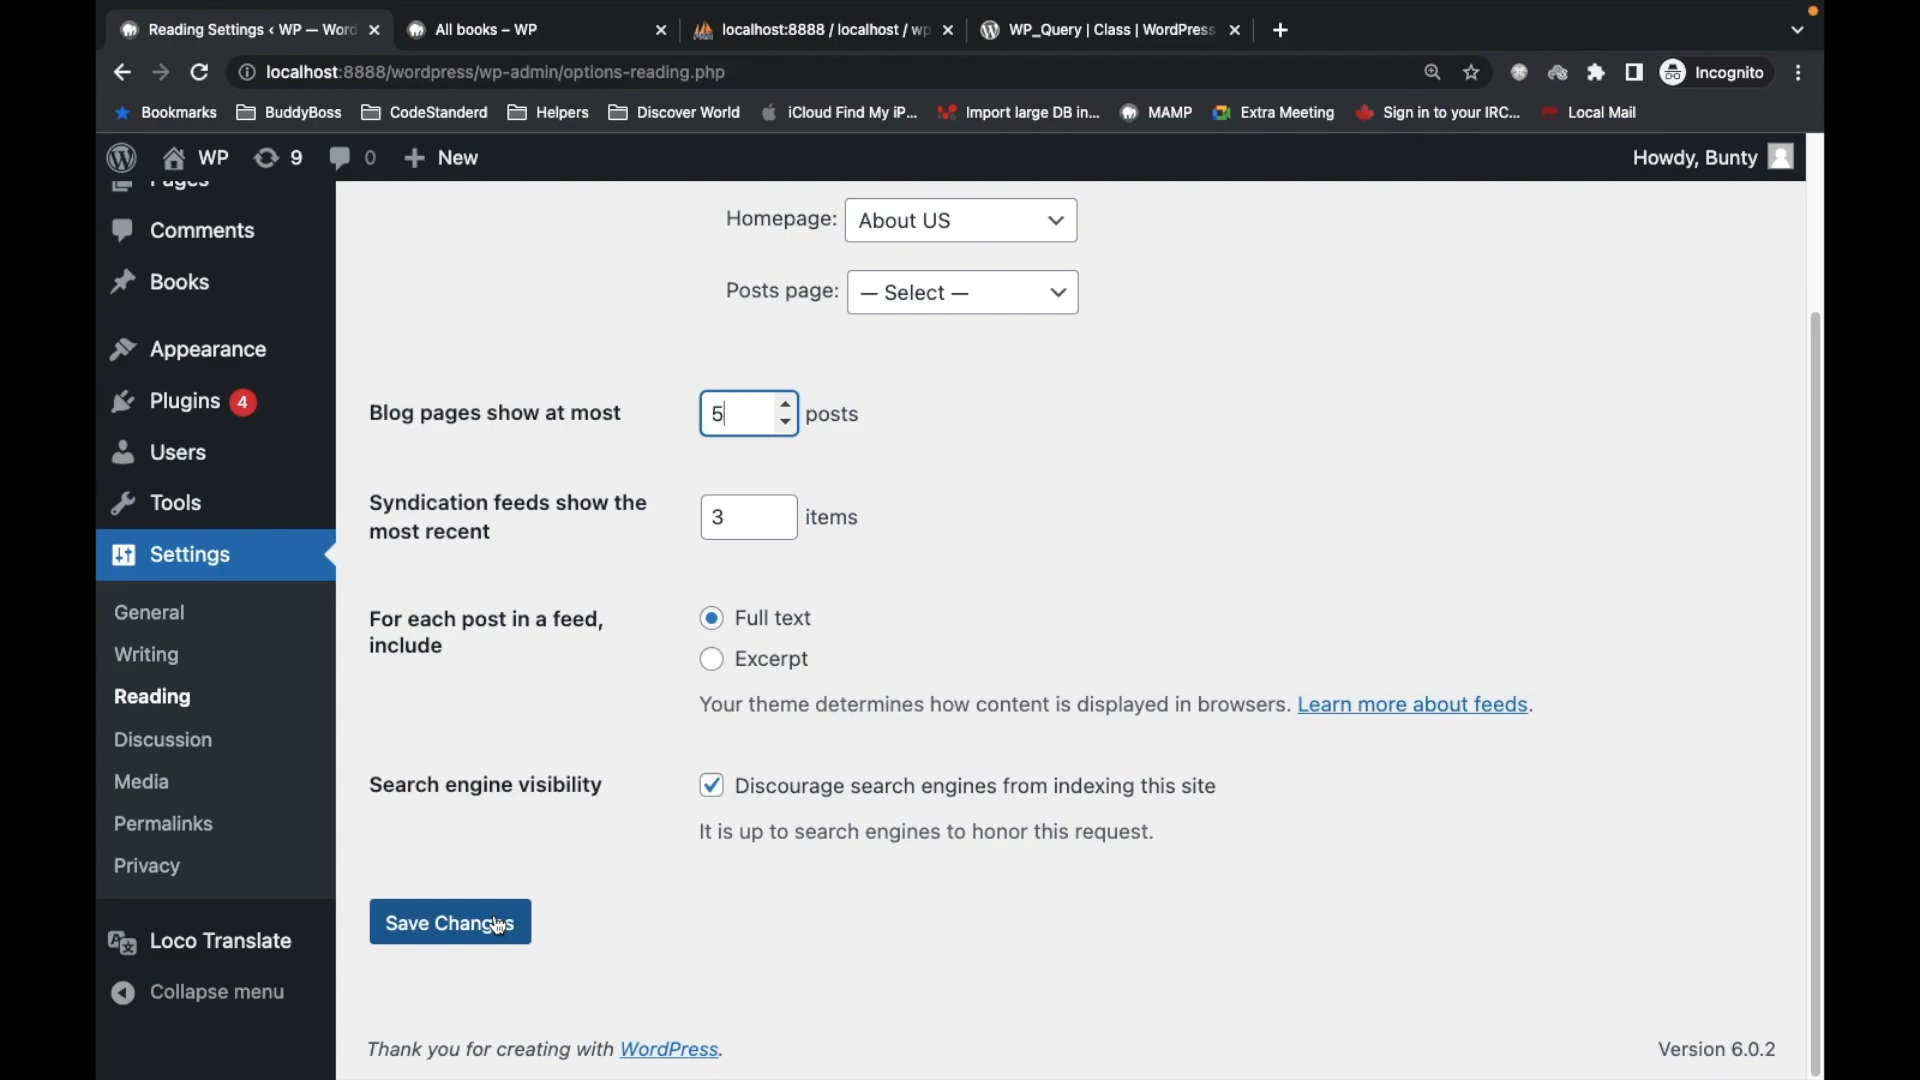 Reading Settings ‹ WP — Word
All books – WP
localhost:8888 / localhost / wp
WP_Query | Class | WordPress
localhost:8888/wordpress/wp-admin/options-reading.php
Incognito
Bookmarks
BuddyBoss
CodeStanderd
Helpers
Discover World
iCloud Find My iP...
Import large DB in...
MAMP
Extra Meeting
Sign in to your IRC...
Local Mail
WP
9
0
New
Howdy, Bunty
Pages
Comments
Books
Appearance
Plugins 4
Users
Tools
Settings
General
Writing
Reading
Discussion
Media
Permalinks
Privacy
Loco Translate
Collapse menu
Homepage: About US
Posts page: — Select —
Blog pages show at most 5 posts
Syndication feeds show the
most recent
3 items
For each post in a feed,
include
Full text
Excerpt
Your theme determines how content is displayed in browsers. Learn more about feeds.
Search engine visibility
Discourage search engines from indexing this site
It is up to search engines to honor this request.
Save Changes
Thank you for creating with WordPress.
Version 6.0.2